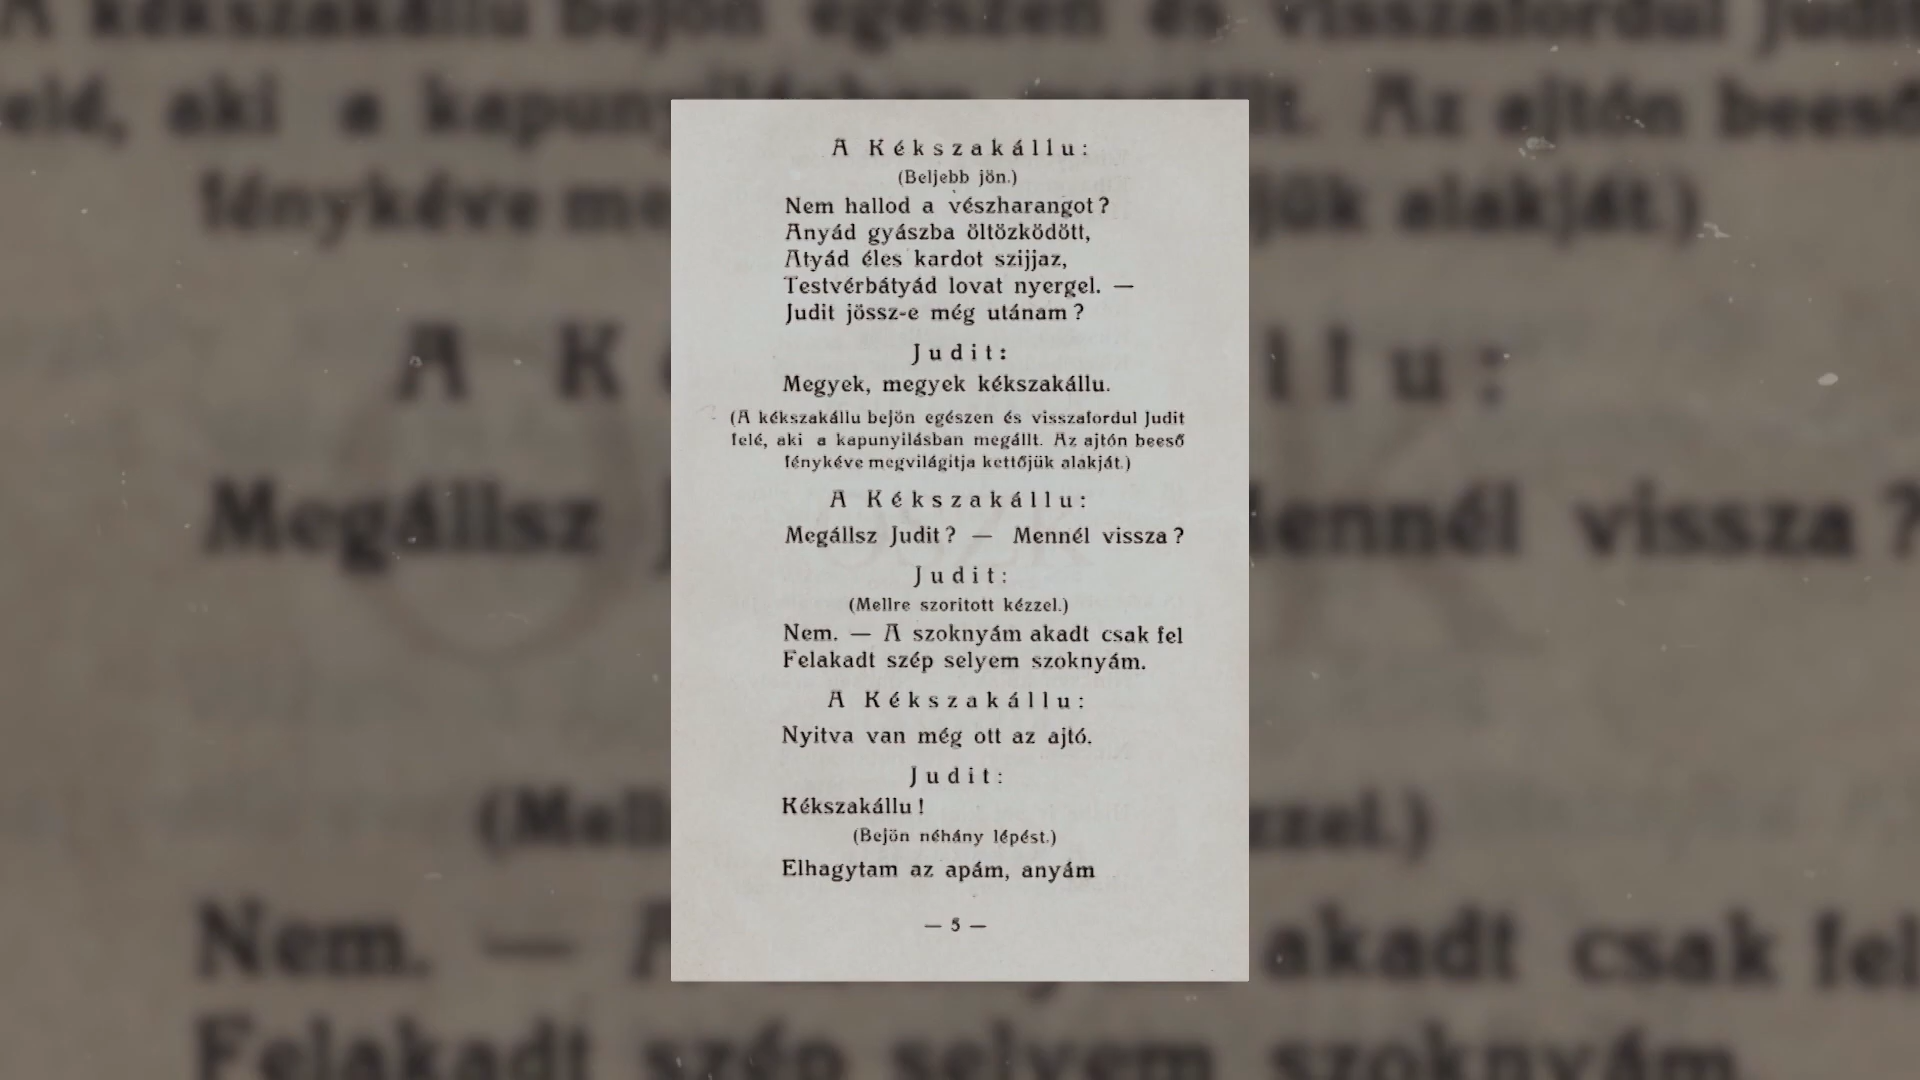 A Kékszakállu:
(Beljebb jön.)
Nem hallod a vészharangot?
Anyád gyászba öltözködött,
Atyád éles kardot szijjaz,
Testvérbátyád lovat nyergel. —
Judit jössz-e még utánam?
Judit:
Megyek, megyek kékszakállu.
(A kékszakállu bejön egészen és visszafordul Judit
felé, aki a kapunyilásban megállt. Az ajtón beeső
fénykéve megvilágitja kettőjük alakját.)
A Kékszakállu:
Megállsz Judit? — Mennél vissza?
Judit:
(Mellre szoritott kézzel.)
Nem. — A szoknyám akadt csak fel
Felakadt szép selyem szoknyám.
A Kékszakállu:
Nyitva van még ott az ajtó.
Judit:
Kékszakállu!
(Bejön néhány lépést.)
Elhagytam az apám, anyám
— 5 —